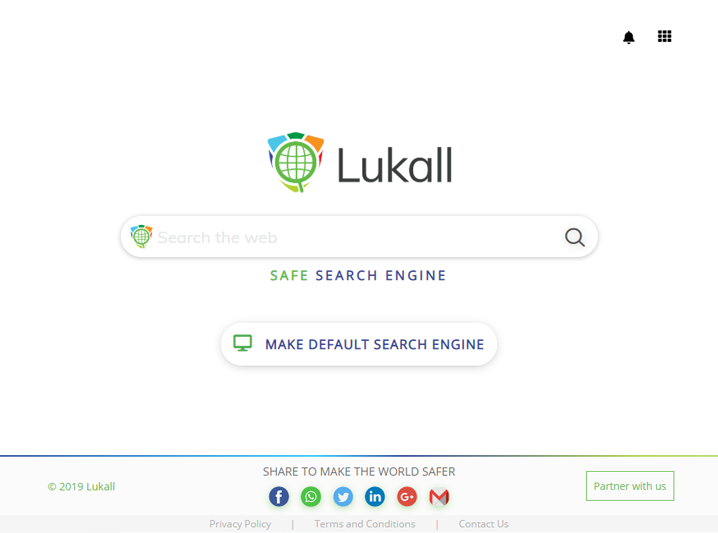 Lukall
Search the web
SAFE SEARCH ENGINE
MAKE DEFAULT SEARCH ENGINE
SHARE TO MAKE THE WORLD SAFER
© 2019 Lukall
Partner with us
Privacy Policy | Terms and Conditions | Contact Us